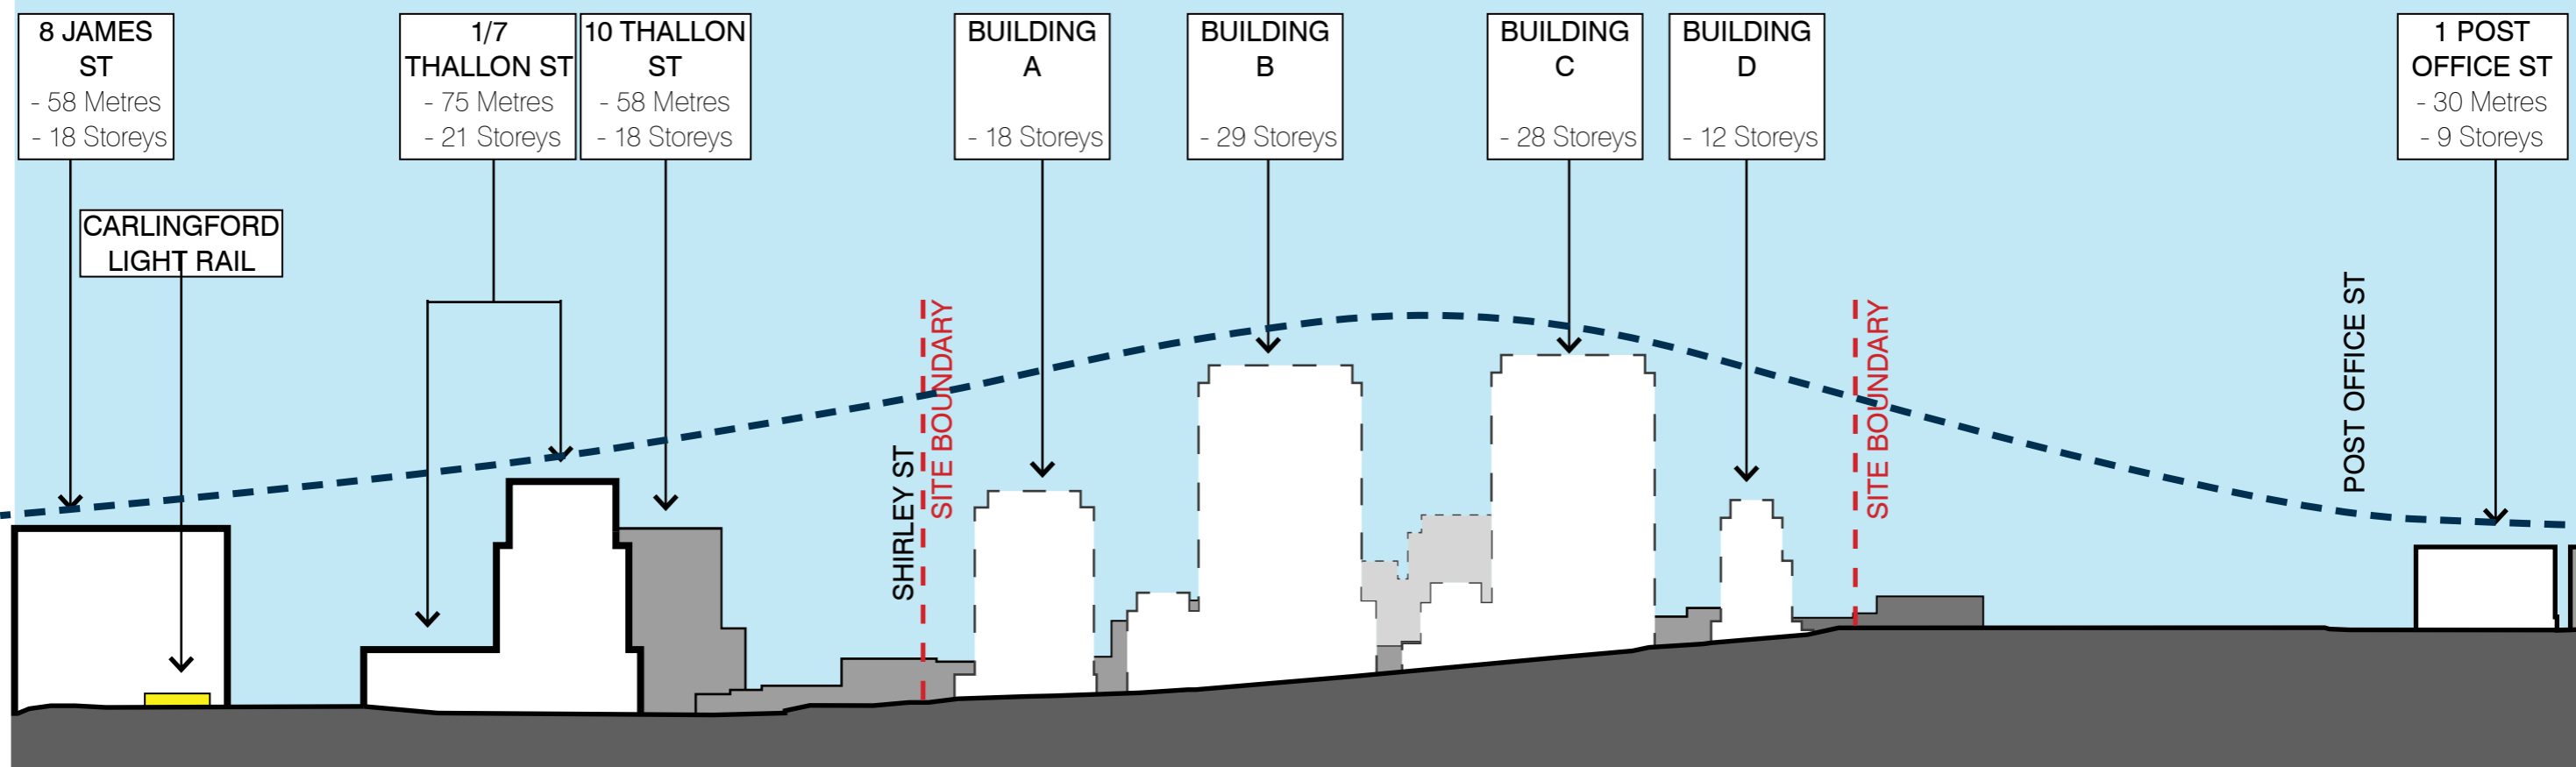 8 JAMES
ST
- 58 Metres
- 18 Storeys
1/7
THALLON ST
- 75 Metres
- 21 Storeys
10 THALLON
ST
- 58 Metres
- 18 Storeys
BUILDING
A
- 18 Storeys
BUILDING
B
- 29 Storeys
BUILDING
C
- 28 Storeys
BUILDING
D
- 12 Storeys
1 POST
OFFICE ST
- 30 Metres
- 9 Storeys
CARLINGFORD
LIGHT RAIL
SHIRLEY ST
SITE BOUNDARY
SITE BOUNDARY
POST OFFICE ST